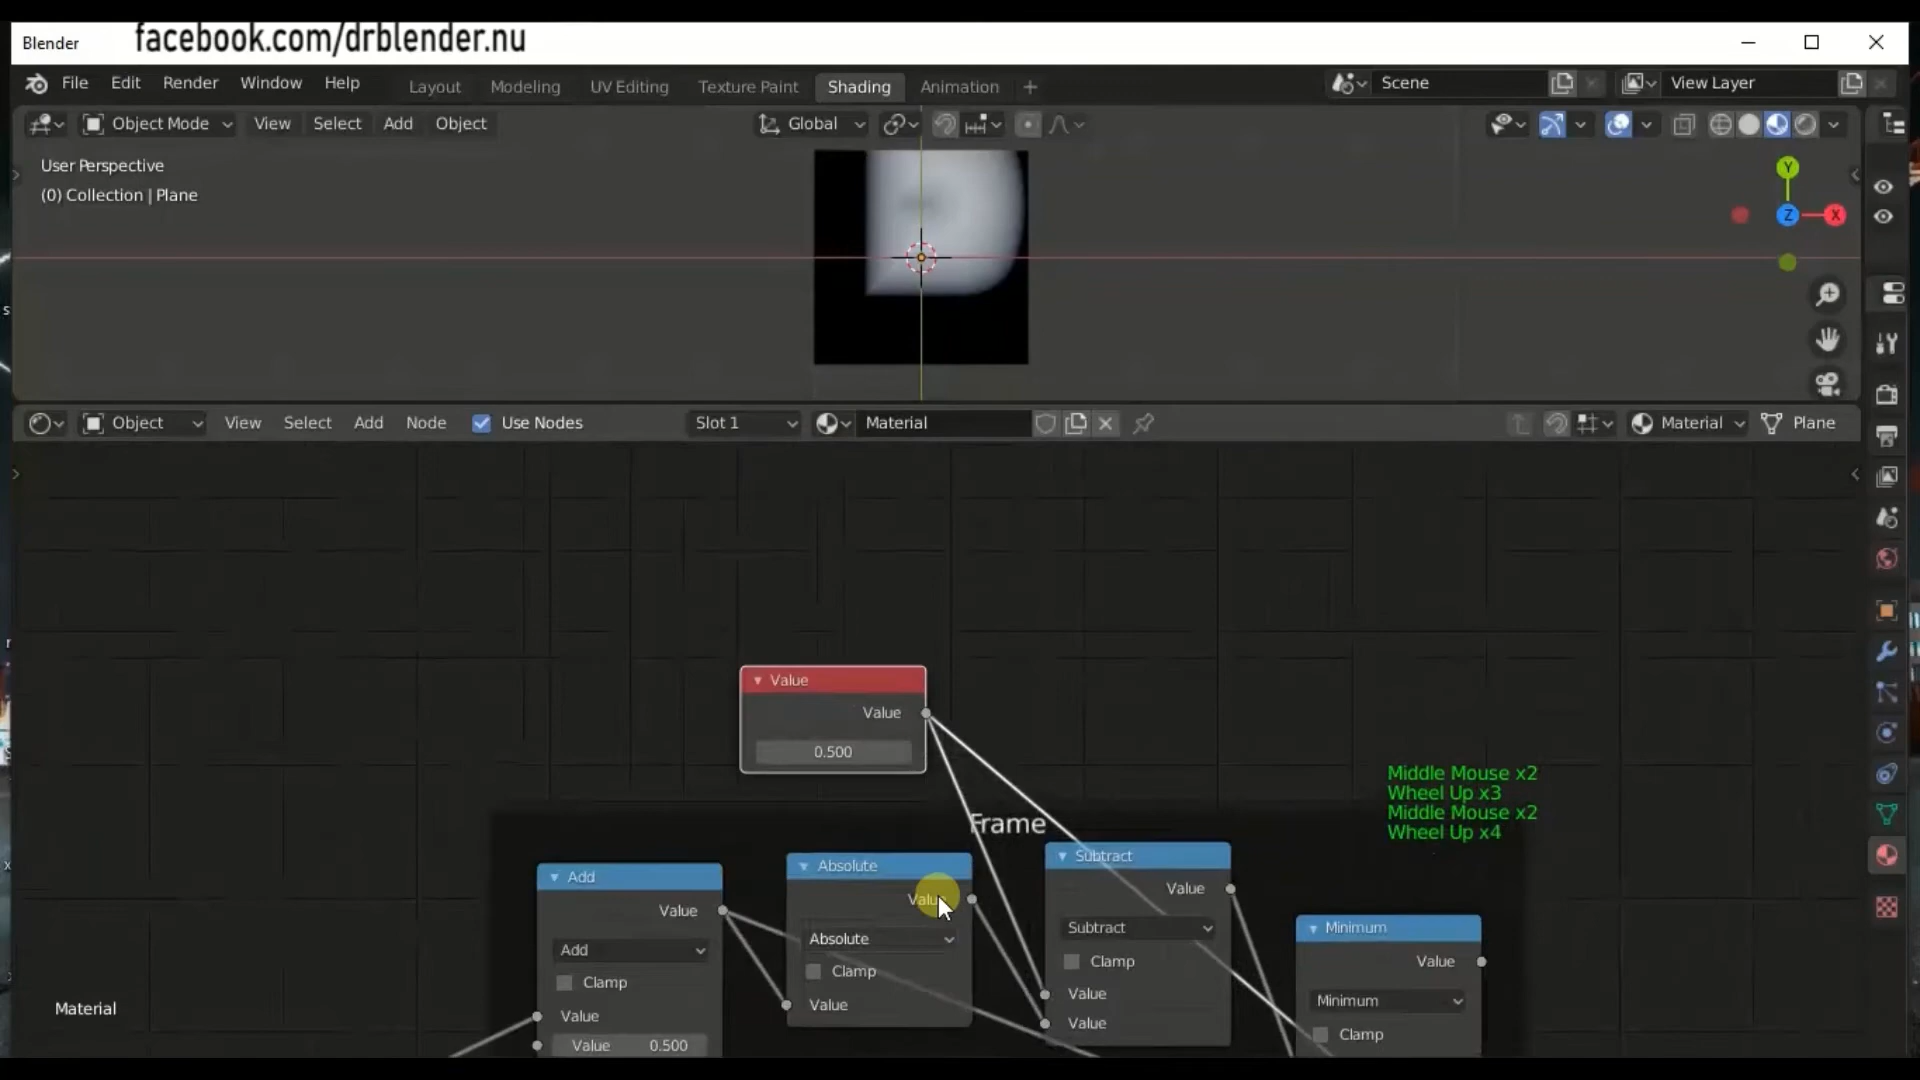 Blender facebook.com/drblender.nu
File Edit Render Window Help Layout Modeling UV Editing Texture Paint Shading Animation + Scene View Layer
Object Mode View Select Add Object Global
User Perspective
(0) Collection | Plane
Y
Z X
Object View Select Add Node Use Nodes Slot 1 Material Material Plane
Value
Value
0.500
Middle Mouse x2
Wheel Up x3
Middle Mouse x2
Wheel Up x4
Frame
Add
Value
Add
Clamp
Value
Value 0.500
Absolute
Value
Absolute
Clamp
Value
Subtract
Value
Subtract
Clamp
Value
Value
Minimum
Value
Minimum
Clamp
Material